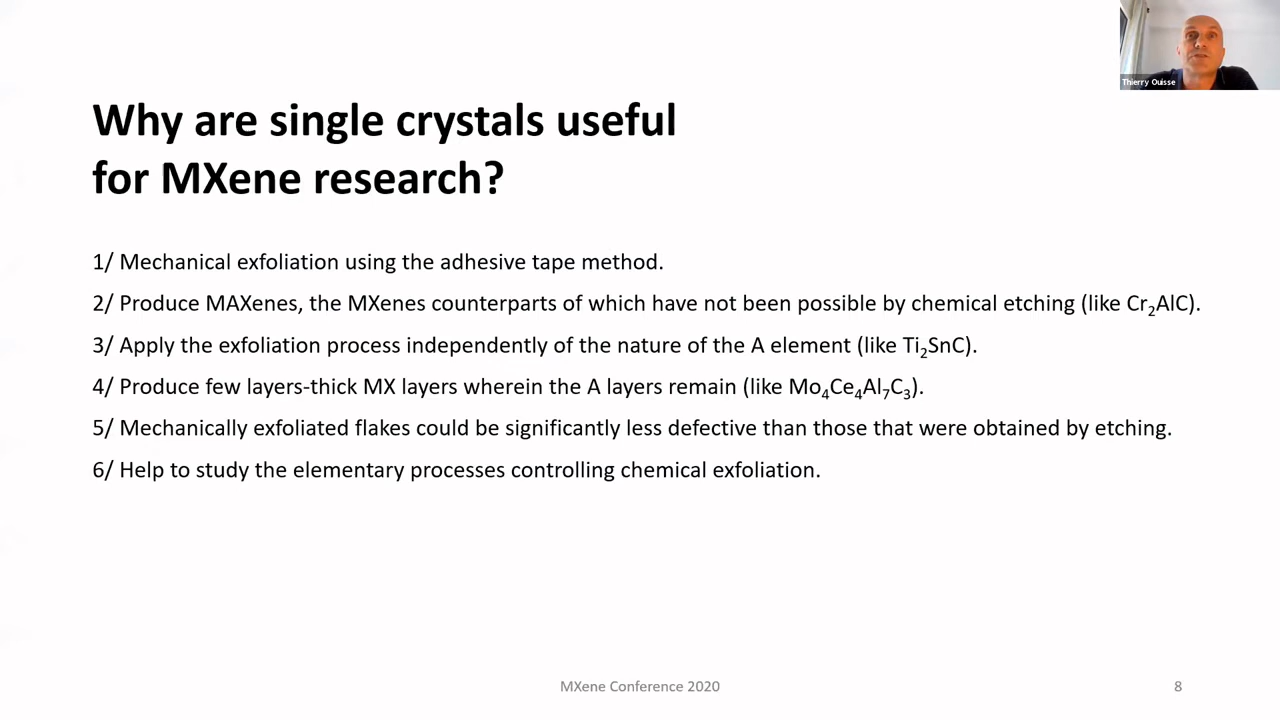 Thierry Ouisse
Why are single crystals useful
for MXene research?
1/ Mechanical exfoliation using the adhesive tape method.
2/ Produce MAXenes, the MXenes counterparts of which have not been possible by chemical etching (like Cr₂AlC).
3/ Apply the exfoliation process independently of the nature of the A element (like Ti₂SnC).
4/ Produce few layers-thick MX layers wherein the A layers remain (like Mo₄Ce₄Al₇C₃).
5/ Mechanically exfoliated flakes could be significantly less defective than those that were obtained by etching.
6/ Help to study the elementary processes controlling chemical exfoliation.
MXene Conference 2020
8